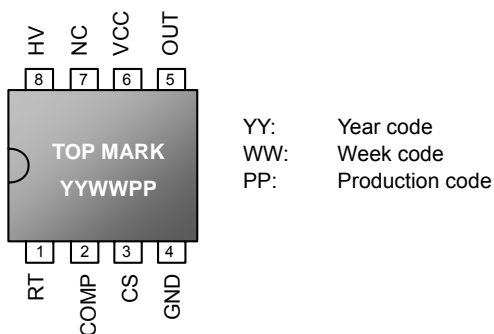 HV NC VCC OUT
8 7 6 5
TOP MARK
YYWWPP
1 2 3 4
RT COMP CS GND
YY: Year code
WW: Week code
PP: Production code